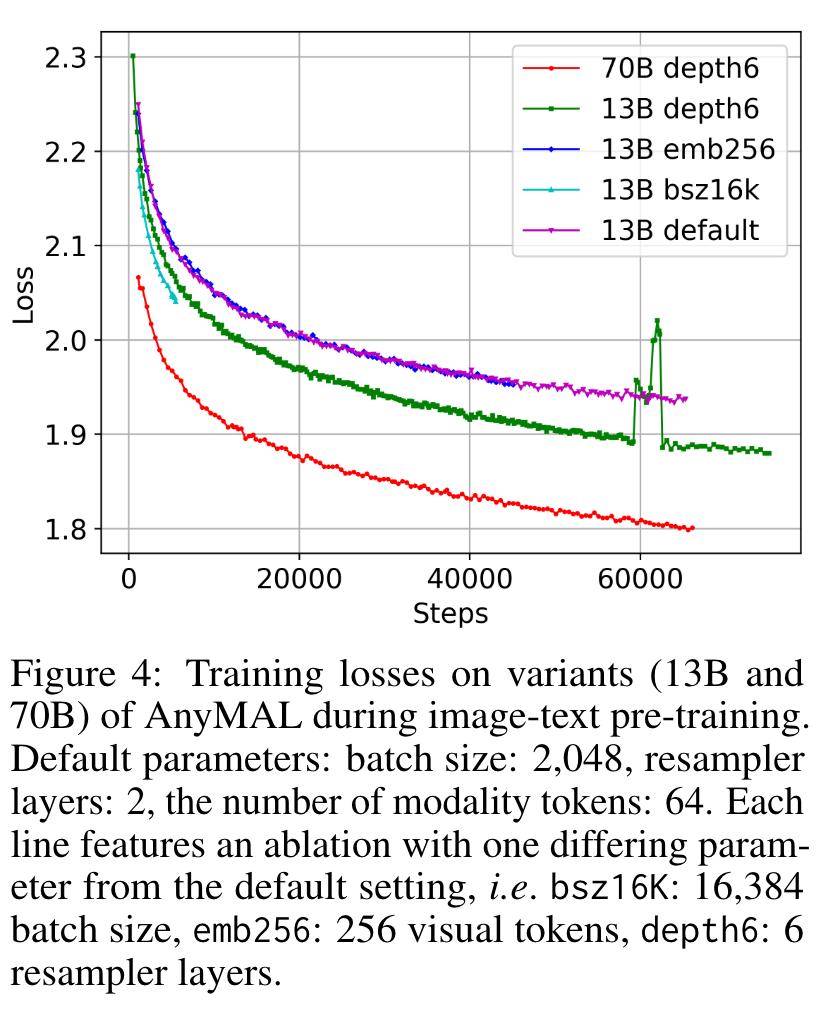 2.3
2.2
2.1
2.0
1.9
1.8
Loss
70B depth6
13B depth6
13B emb256
13B bsz16k
13B default
0 20000 40000 60000
Steps
Figure 4: Training losses on variants (13B and
70B) of AnyMAL during image-text pre-training.
Default parameters: batch size: 2,048, resampler
layers: 2, the number of modality tokens: 64. Each
line features an ablation with one differing param-
eter from the default setting, i.e. bsz16K: 16,384
batch size, emb256: 256 visual tokens, depth6: 6
resampler layers.